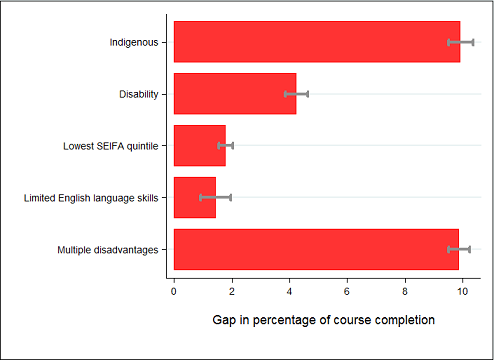 Indigenous
Disability
Lowest SEIFA quintile
Limited English language skills
Multiple disadvantages
0 2 4 6 8 10
Gap in percentage of course completion